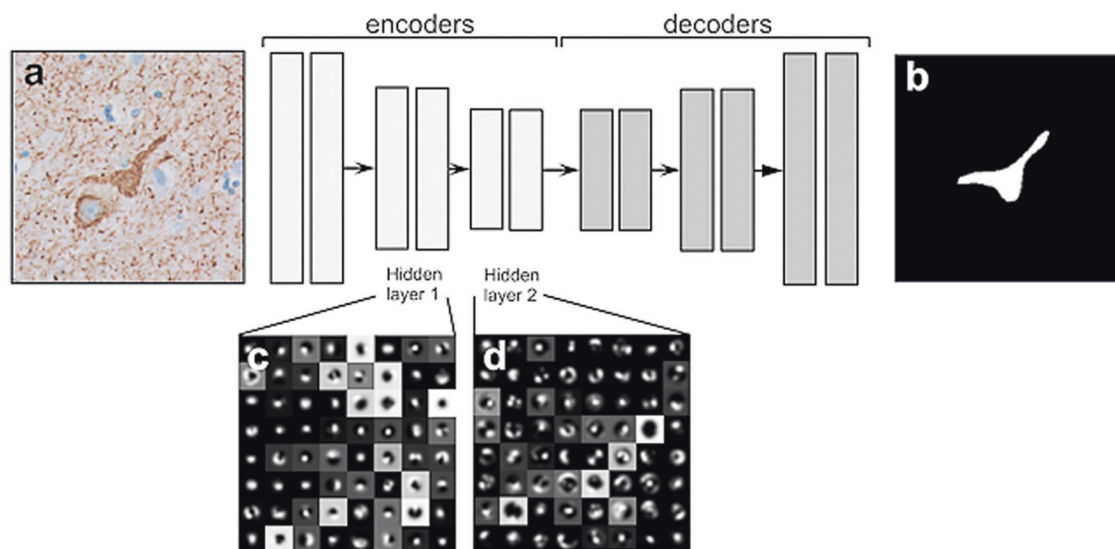 encoders
decoders
a
b
Hidden
layer 1
Hidden
layer 2
c
d